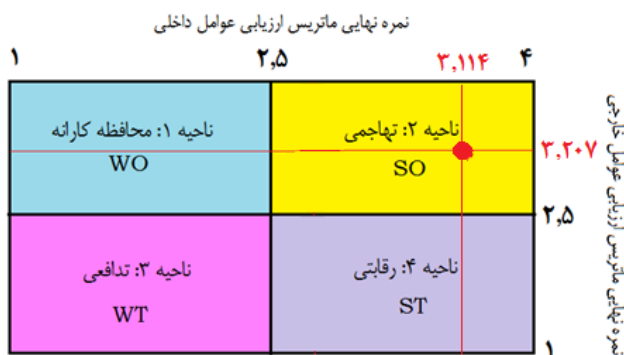 نمره نهایی ماتریس ارزیابی عوامل داخلی
۱
۲,۵
۳,۱۱۴
۴
ناحیه ۱: محافظه کارانه
WO
ناحیه ۲: تهاجمی
SO
۳,۲۰۷
۲,۵
ناحیه ۳: تدافعی
WT
ناحیه ۴: رقابتی
ST
۱
نمره نهایی ماتریس ارزیابی عوامل خارجی